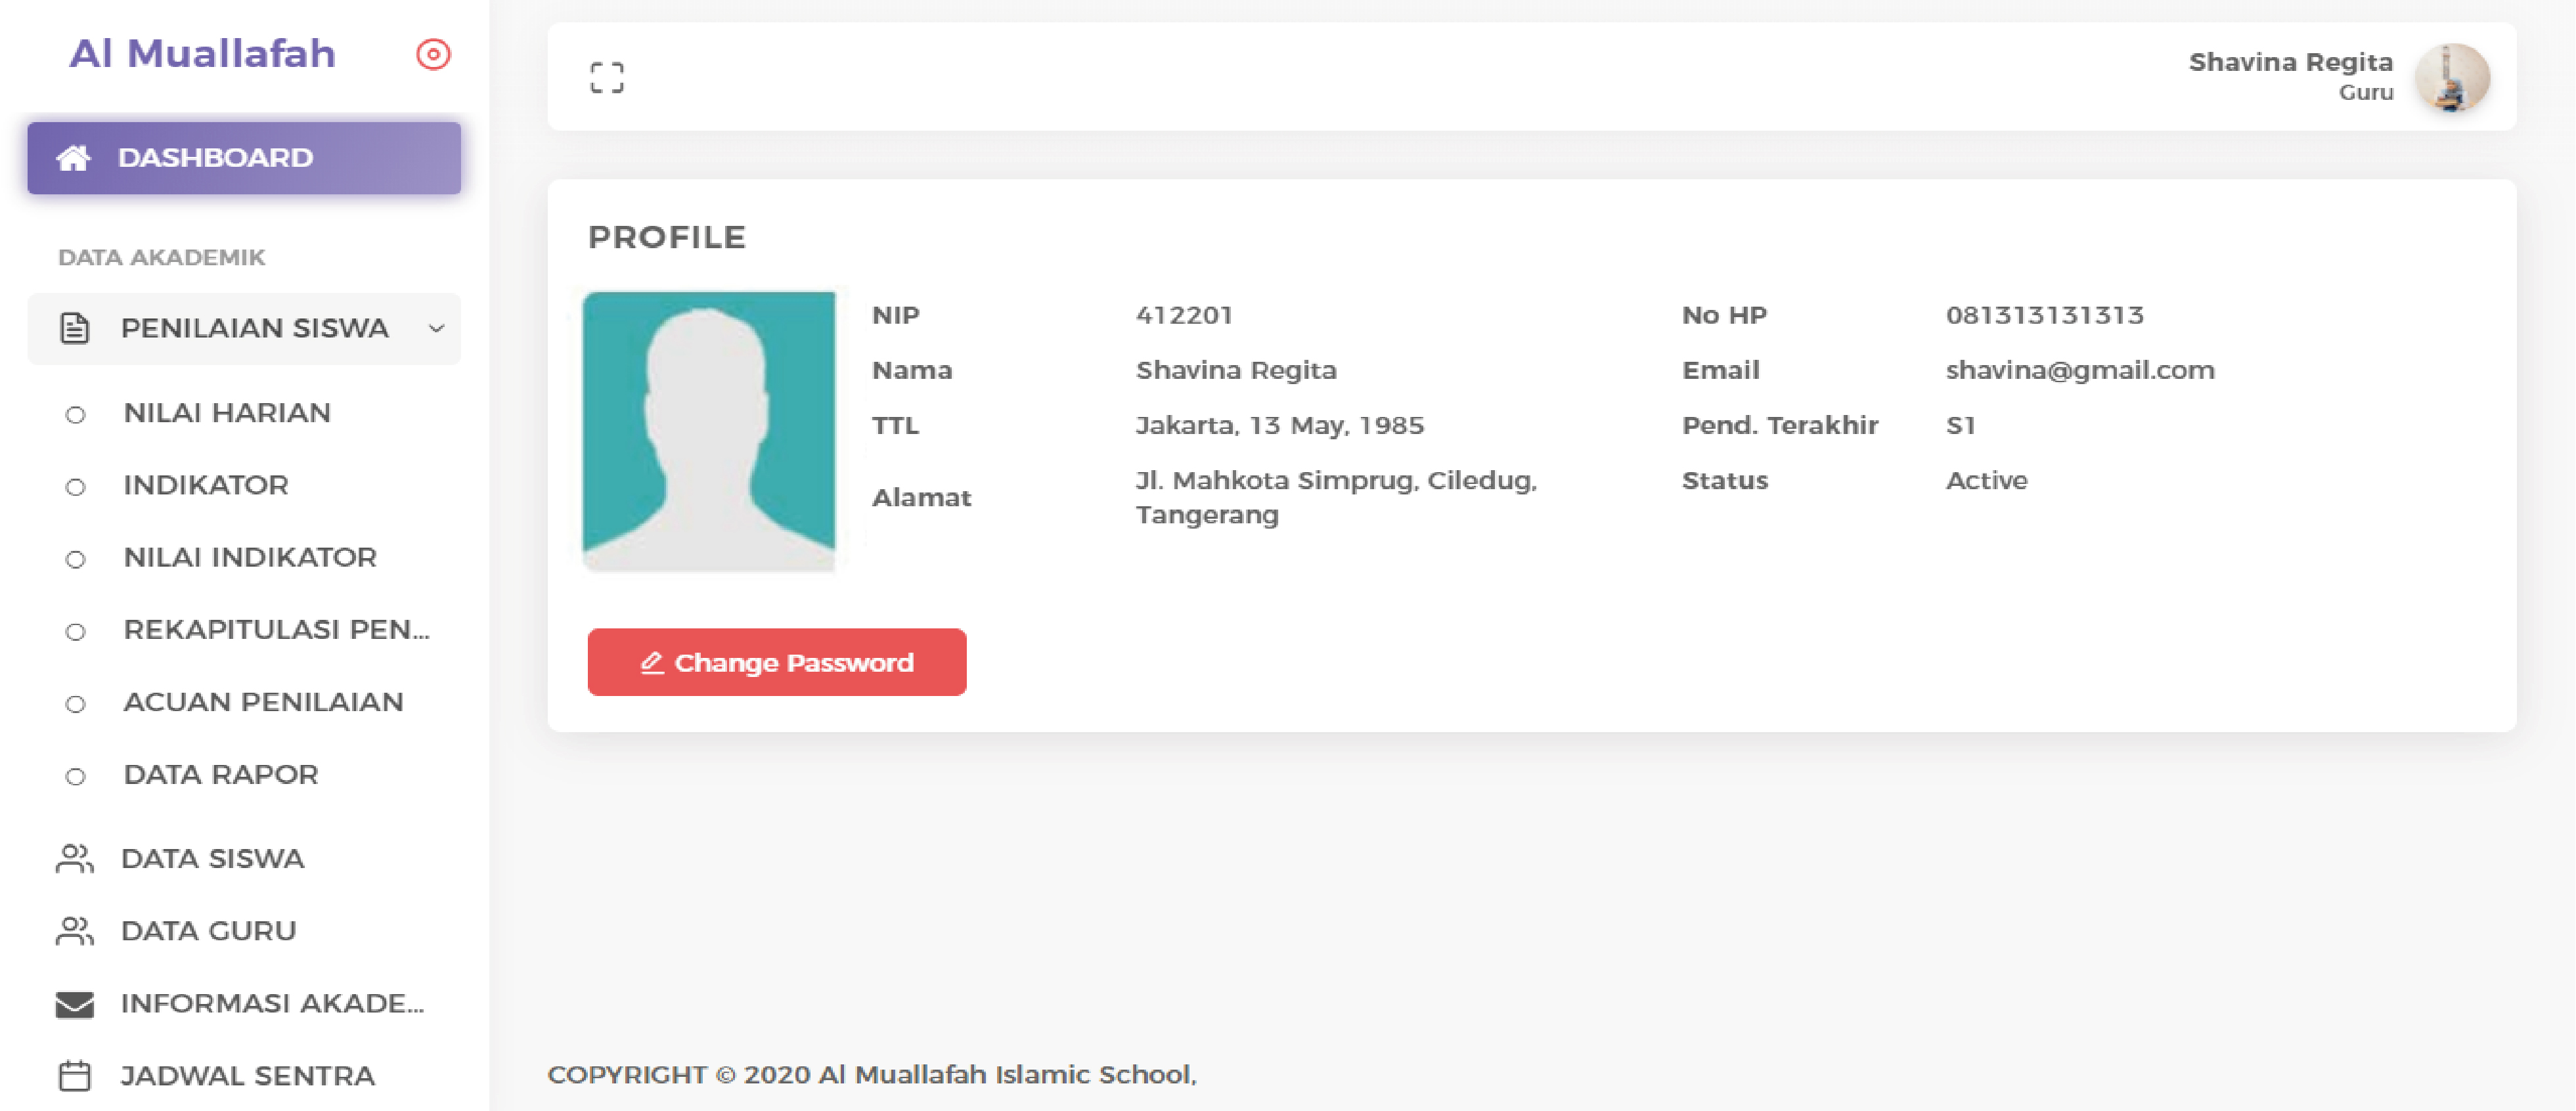 Al Muallafah
DASHBOARD
DATA AKADEMIK
PENILAIAN SISWA
NILAI HARIAN
INDIKATOR
NILAI INDIKATOR
REKAPITULASI PEN...
ACUAN PENILAIAN
DATA RAPOR
DATA SISWA
DATA GURU
INFORMASI AKADE...
JADWAL SENTRA
Shavina Regita
Guru
PROFILE
NIP 412201
Nama Shavina Regita
TTL Jakarta, 13 May, 1985
Alamat Jl. Mahkota Simprug, Ciledug,
Tangerang
No HP 081313131313
Email shavina@gmail.com
Pend. Terakhir S1
Status Active
Change Password
COPYRIGHT © 2020 Al Muallafah Islamic School,